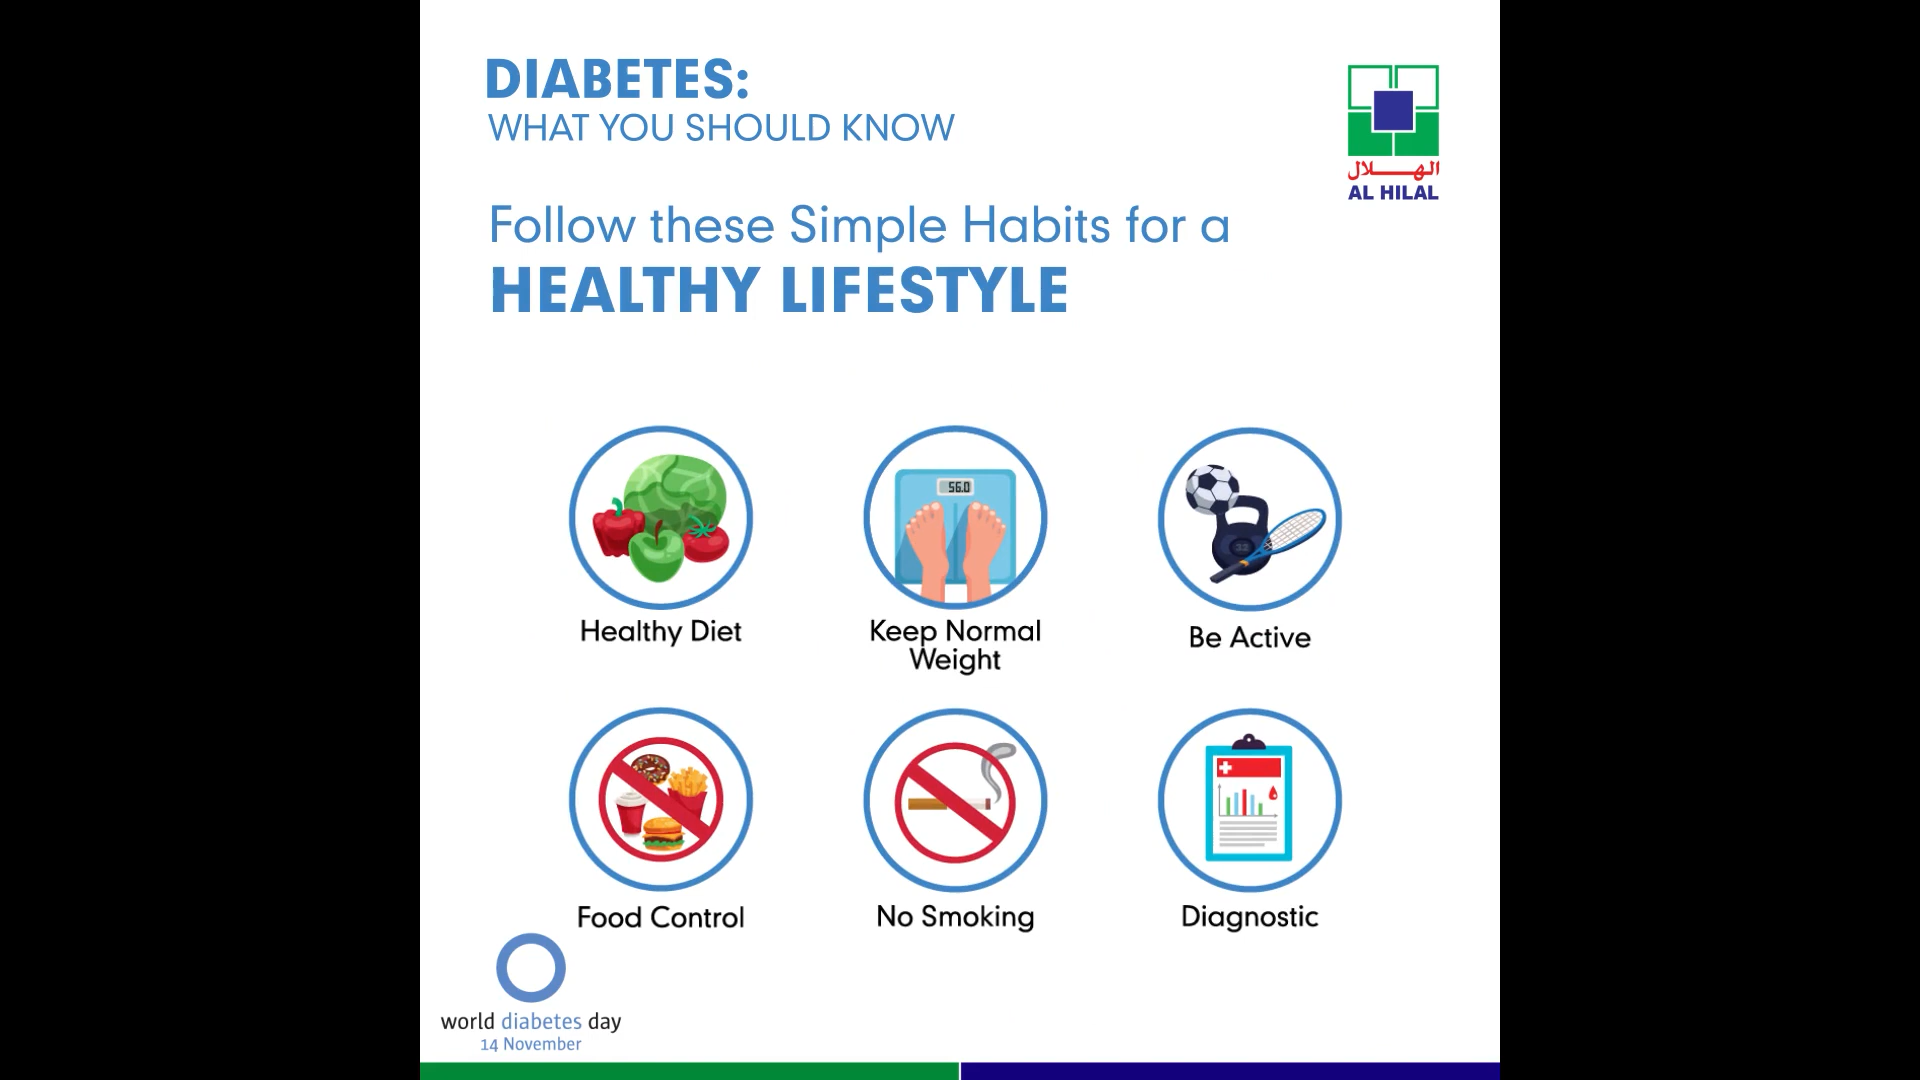 DIABETES:
WHAT YOU SHOULD KNOW
الهلال
AL HILAL
Follow these Simple Habits for a
HEALTHY LIFESTYLE
56.0
32
Healthy Diet
Keep Normal
Weight
Be Active
Food Control
No Smoking
Diagnostic
world diabetes day
14 November